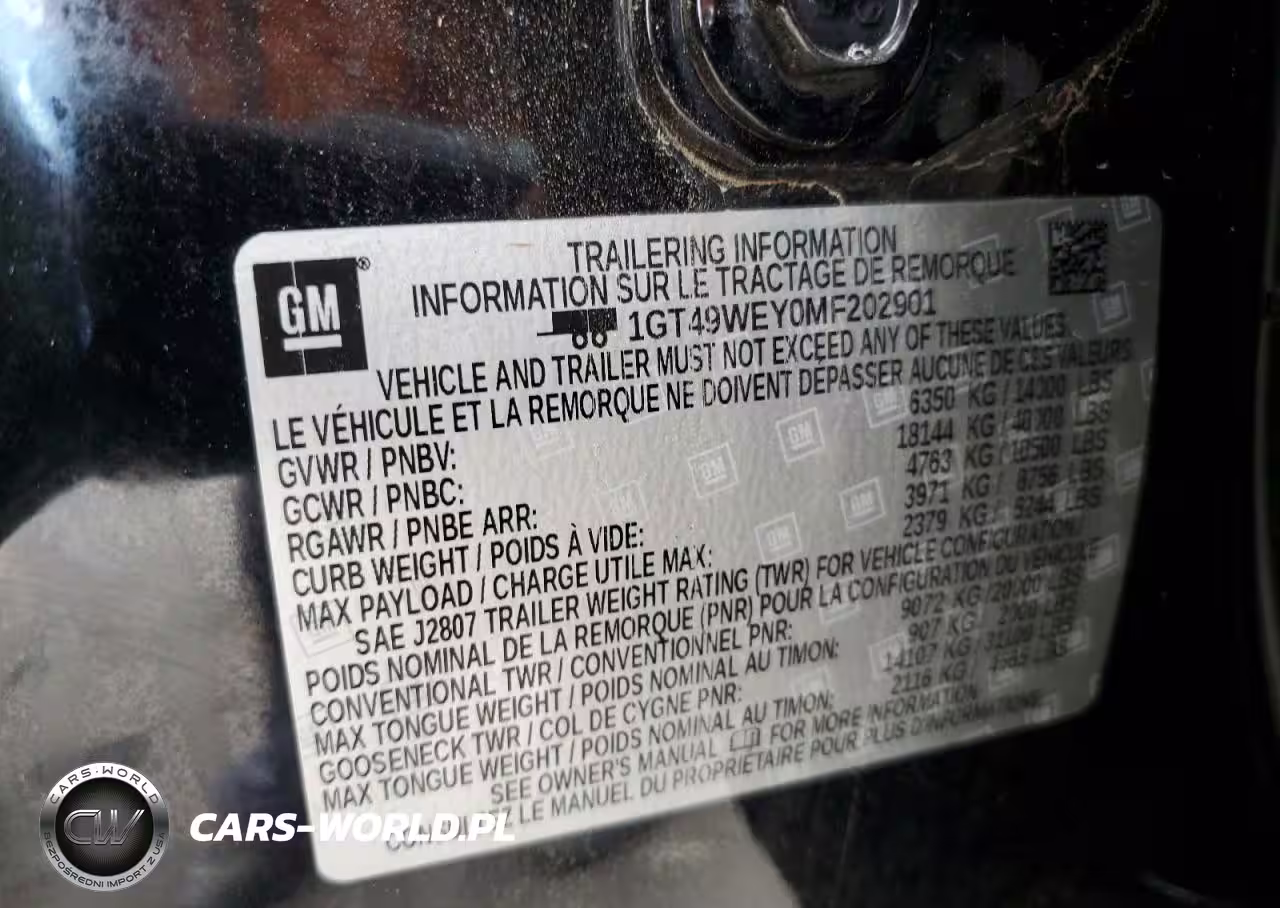 GM®
TRAILERING INFORMATION
INFORMATION SUR LE TRACTAGE DE REMORQUE
1GT49WEY0MF202901
VEHICLE AND TRAILER MUST NOT EXCEED ANY OF THESE VALUES
LE VÉHICULE ET LA REMORQUE NE DOIVENT DÉPASSER AUCUNE DE CES VALEURS
GVWR / PNBV: 6350 KG / 14000 LBS
GCWR / PNBC: 18144 KG / 40000 LBS
RGAWR / PNBE ARR: 4763 KG / 10500 LBS
CURB WEIGHT / POIDS À VIDE: 3971 KG / 8756 LBS
MAX PAYLOAD / CHARGE UTILE MAX: 2379 KG / 5244 LBS
SAE J2807 TRAILER WEIGHT RATING (TWR) FOR VEHICLE CONFIGURATION /
POIDS NOMINAL DE LA REMORQUE (PNR) POUR LA CONFIGURATION DU VÉHICULE
CONVENTIONAL TWR / CONVENTIONNEL PNR: 9072 KG / 20000 LBS
MAX TONGUE WEIGHT / POIDS NOMINAL AU TIMON: 907 KG / 2000 LBS
GOOSENECK TWR / COL DE CYGNE PNR: 14107 KG / 31100 LBS
MAX TONGUE WEIGHT / POIDS NOMINAL AU TIMON: 2116 KG / 4665 LBS
SEE OWNER'S MANUAL FOR MORE INFORMATION
LE MANUEL DU PROPRIÉTAIRE POUR PLUS D'INFORMATIONS
CARS-WORLD
CW
BEZPOŚREDNI IMPORT Z USA
CARS-WORLD.PL